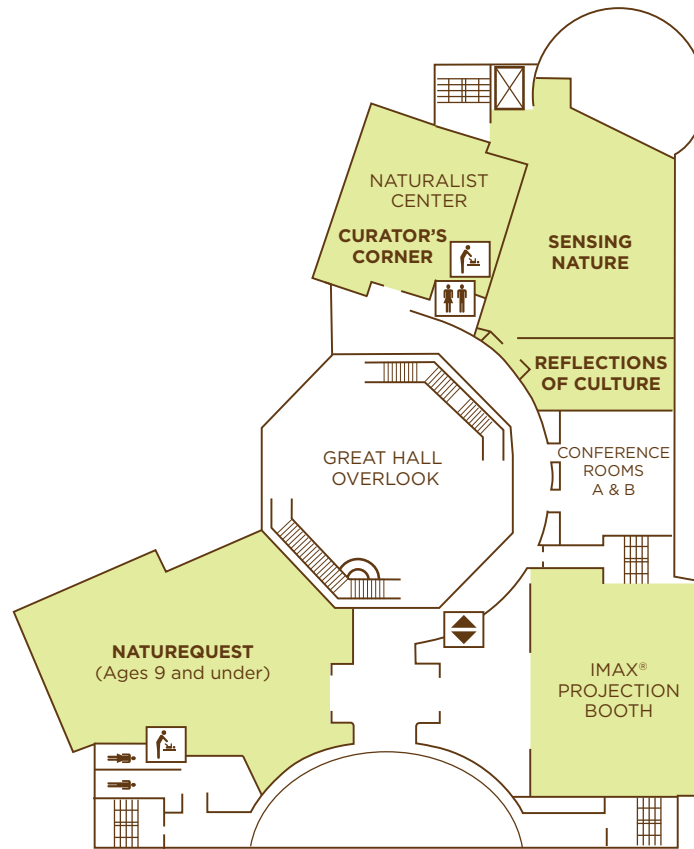 NATURALIST
CENTER
CURATOR'S
CORNER
SENSING
NATURE
REFLECTIONS
OF CULTURE
GREAT HALL
OVERLOOK
CONFERENCE
ROOMS
A & B
NATUREQUEST
(Ages 9 and under)
IMAX®
PROJECTION
BOOTH